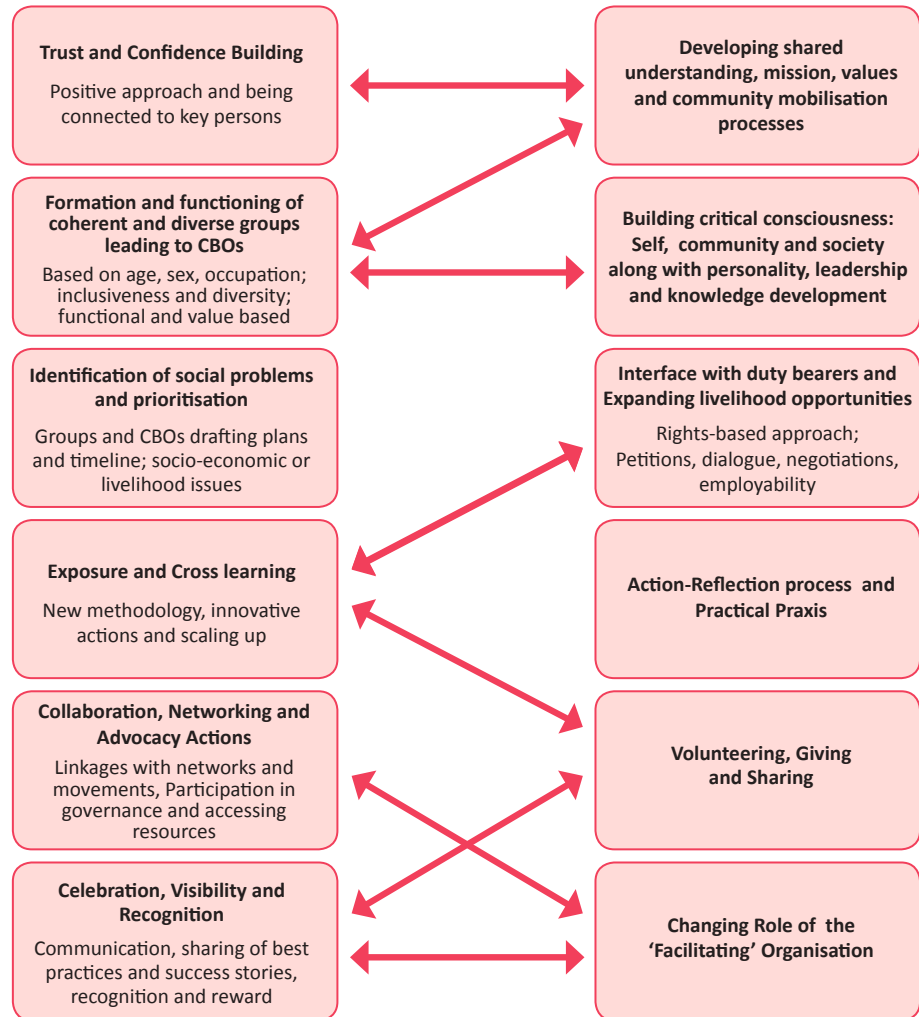 Trust and Confidence Building
Positive approach and being
connected to key persons
Developing shared
understanding, mission, values
and community mobilisation
processes
Formation and functioning of
coherent and diverse groups
leading to CBOs
Based on age, sex, occupation;
inclusiveness and diversity;
functional and value based
Building critical consciousness:
Self, community and society
along with personality, leadership
and knowledge development
Identification of social problems
and prioritisation
Groups and CBOs drafting plans
and timeline; socio-economic or
livelihood issues
Interface with duty bearers and
Expanding livelihood opportunities
Rights-based approach;
Petitions, dialogue, negotiations,
employability
Exposure and Cross learning
New methodology, innovative
actions and scaling up
Action-Reflection process and
Practical Praxis
Collaboration, Networking and
Advocacy Actions
Linkages with networks and
movements, Participation in
governance and accessing
resources
Volunteering, Giving
and Sharing
Celebration, Visibility and
Recognition
Communication, sharing of best
practices and success stories,
recognition and reward
Changing Role of the
‘Facilitating’ Organisation